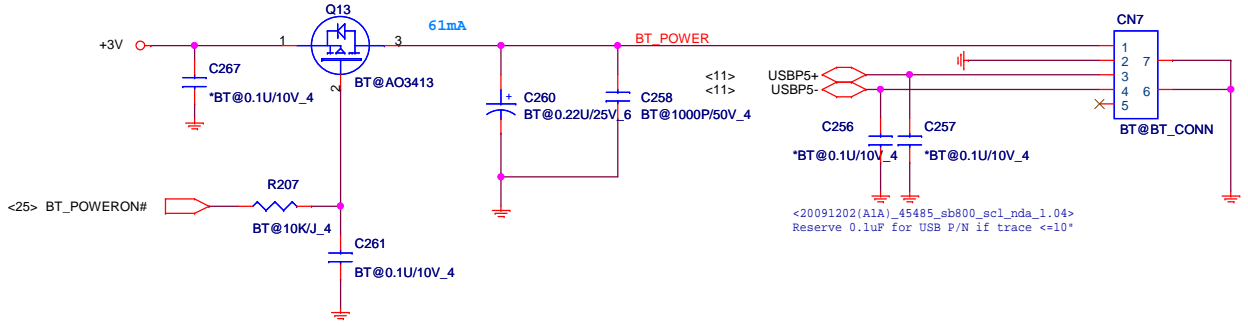 Q13
61mA
CN7
+3V
1
3
BT_POWER
1
2
7
3
4
6
5
C267
*BT@0.1U/10V_4
BT@AO3413
2
<11> USBP5+
<11> USBP5-
C260
BT@0.22U/25V_6
+
C258
BT@1000P/50V_4
C256
*BT@0.1U/10V_4
C257
*BT@0.1U/10V_4
BT@BT_CONN
R207
<25> BT_POWERON#
BT@10K/J_4
C261
BT@0.1U/10V_4
<20091202(A1A)_45485_sb800_scl_nda_1.04>
Reserve 0.1uF for USB P/N if trace <=10"